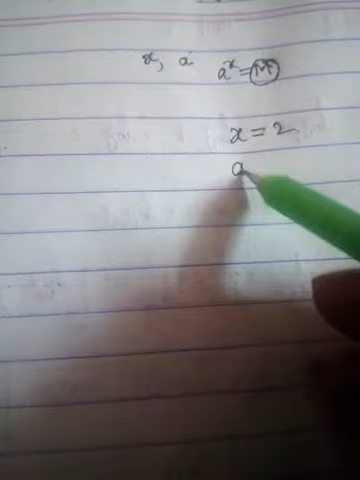 x, a a^x = M
x = 2
a